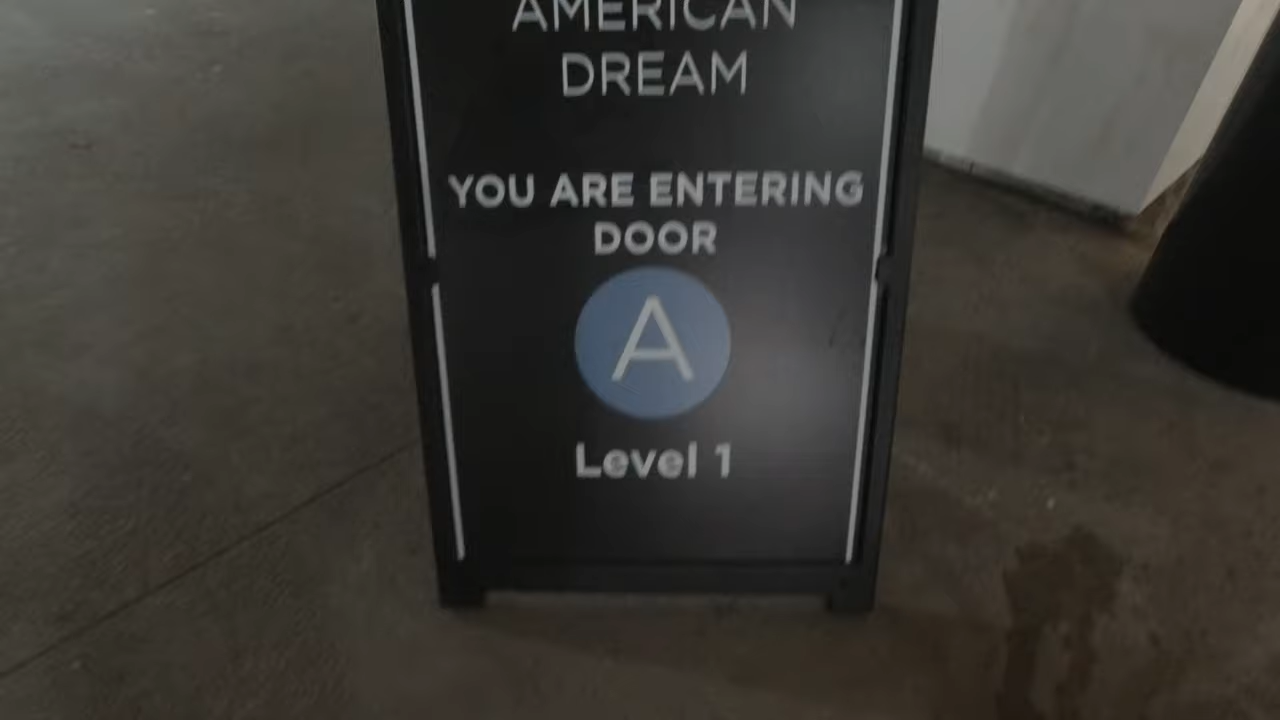 AMERICAN
DREAM
YOU ARE ENTERING
DOOR
A
Level 1